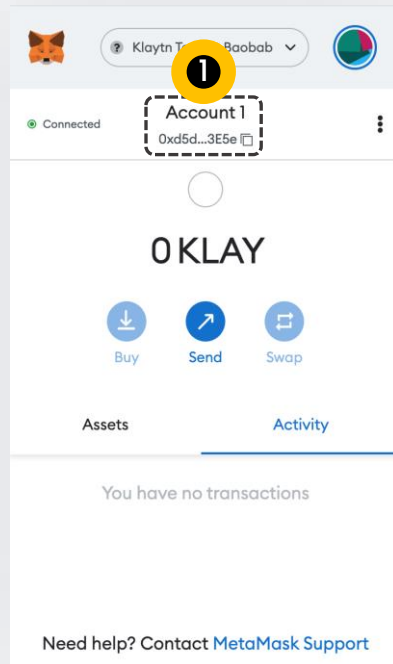 ? Klaytn T Baobab
1
Connected
Account 1
0xd5d...3E5e
0 KLAY
Buy Send Swap
Assets Activity
You have no transactions
Need help? Contact MetaMask Support